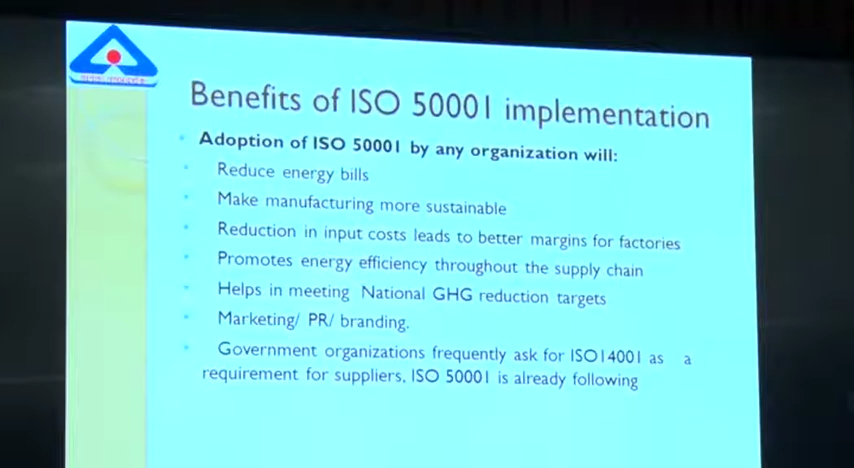 Benefits of ISO 50001 implementation
Adoption of ISO 50001 by any organization will:
Reduce energy bills
Make manufacturing more sustainable
Reduction in input costs leads to better margins for factories
Promotes energy efficiency throughout the supply chain
Helps in meeting National GHG reduction targets
Marketing/ PR/ branding.
Government organizations frequently ask for ISO14001 as a
requirement for suppliers. ISO 50001 is already following